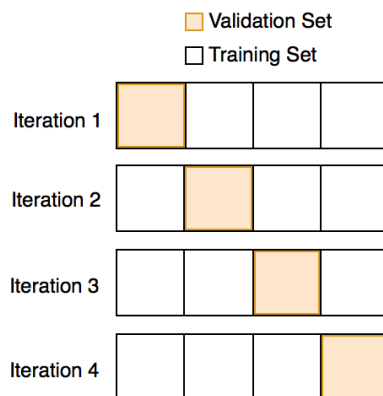 Validation Set
Training Set
Iteration 1
Iteration 2
Iteration 3
Iteration 4